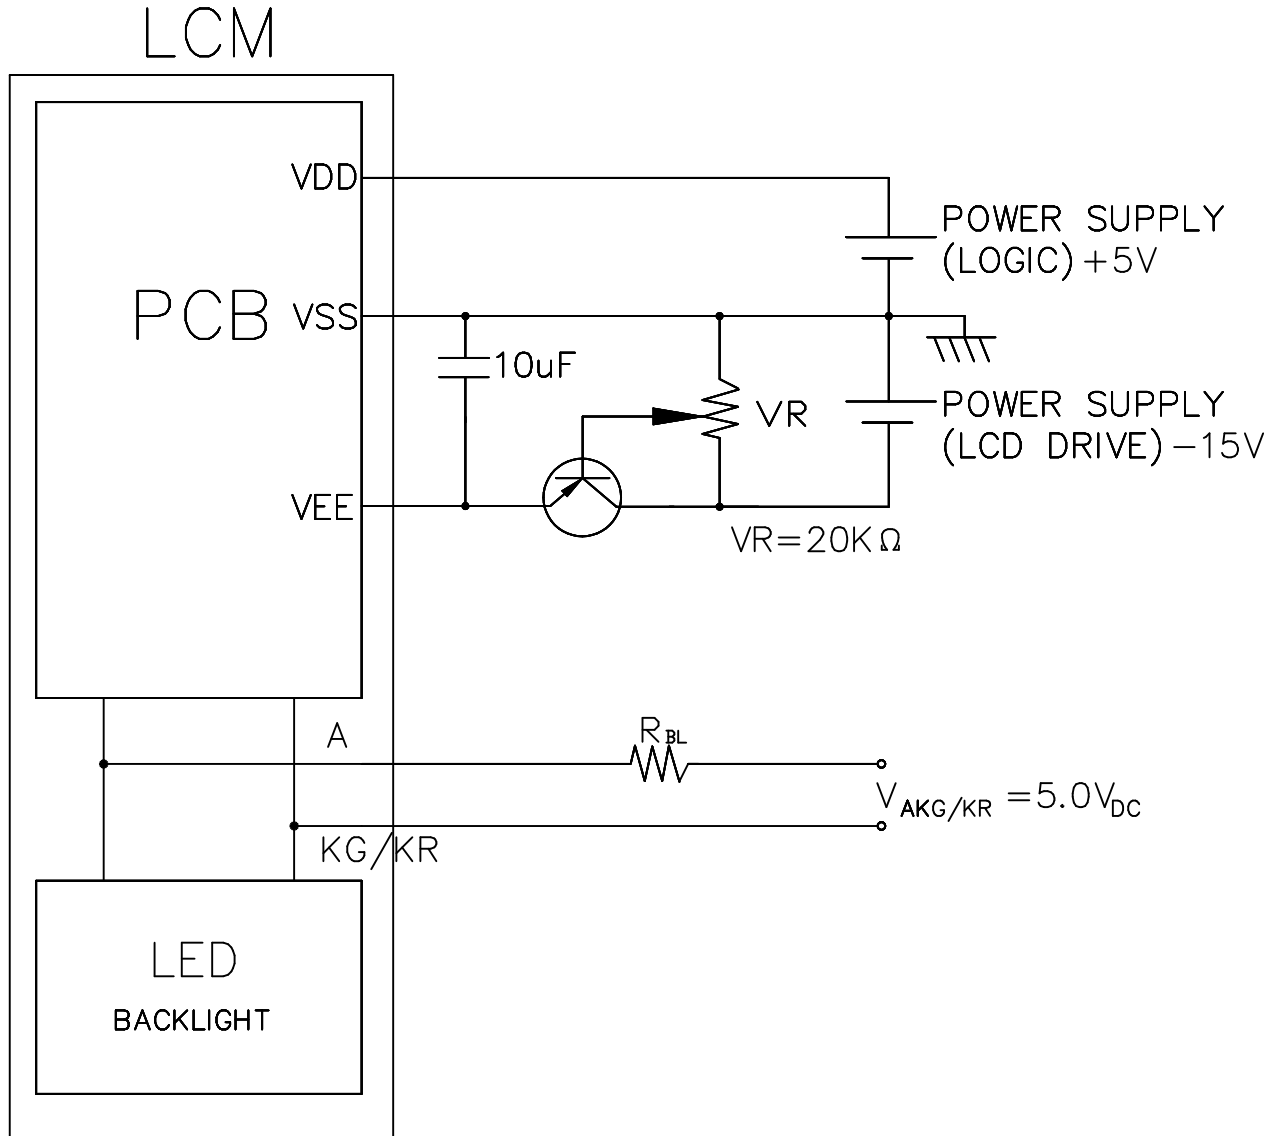 LCM
VDD
POWER SUPPLY
(LOGIC) +5V
PCB
VSS
10uF
VR
POWER SUPPLY
(LCD DRIVE) −15V
VEE
VR=20KΩ
A
RBL
VAKG/KR =5.0VDC
KG/KR
LED
BACKLIGHT